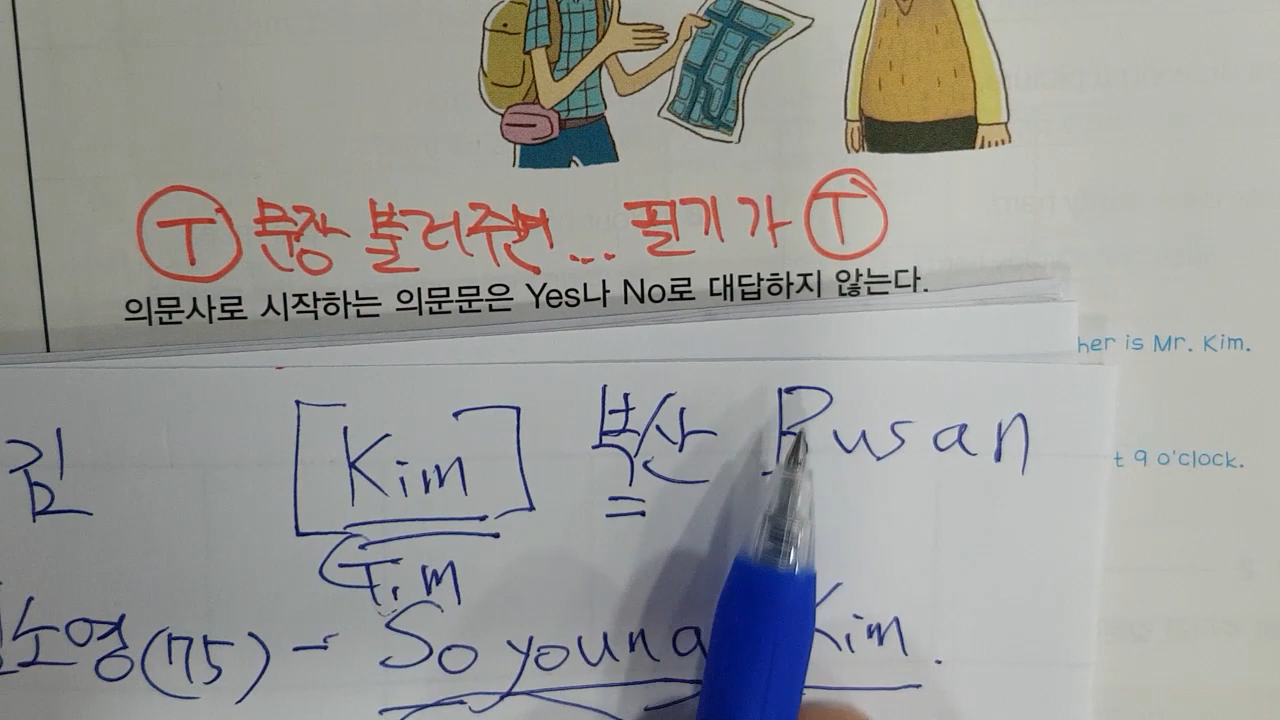 T 문장 불러주면... 필기 가 T
의문사로 시작하는 의문문은 Yes나 No로 대답하지 않는다.
her is Mr. Kim.
김 [Kim] 부산 Pusan
t 9 o'clock.
Tim
소영(75) - So young Kim.